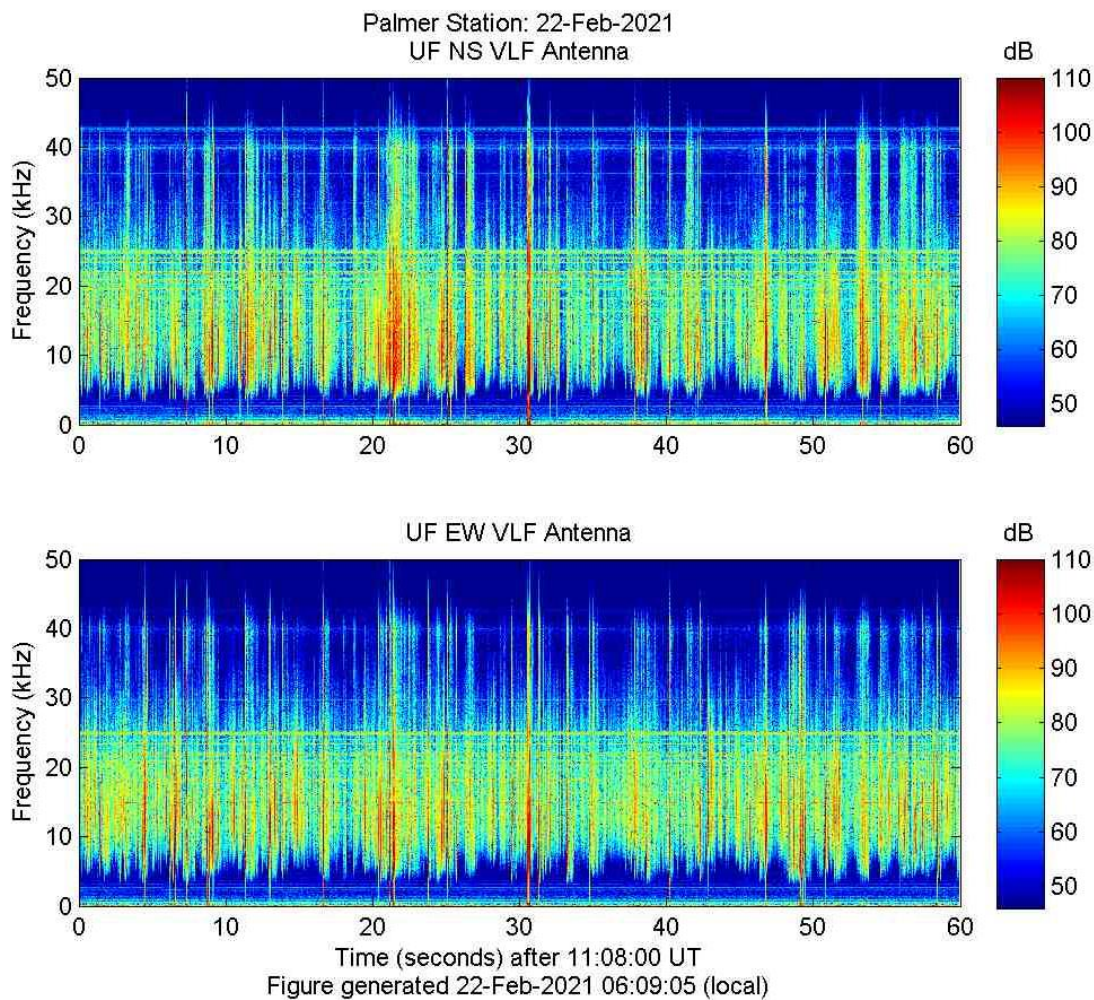 Palmer Station: 22-Feb-2021
UF NS VLF Antenna
dB
50
40
30
20
10
0
Frequency (kHz)
0 10 20 30 40 50 60
110
100
90
80
70
60
50
UF EW VLF Antenna
dB
50
40
30
20
10
0
Frequency (kHz)
0 10 20 30 40 50 60
110
100
90
80
70
60
50
Time (seconds) after 11:08:00 UT
Figure generated 22-Feb-2021 06:09:05 (local)